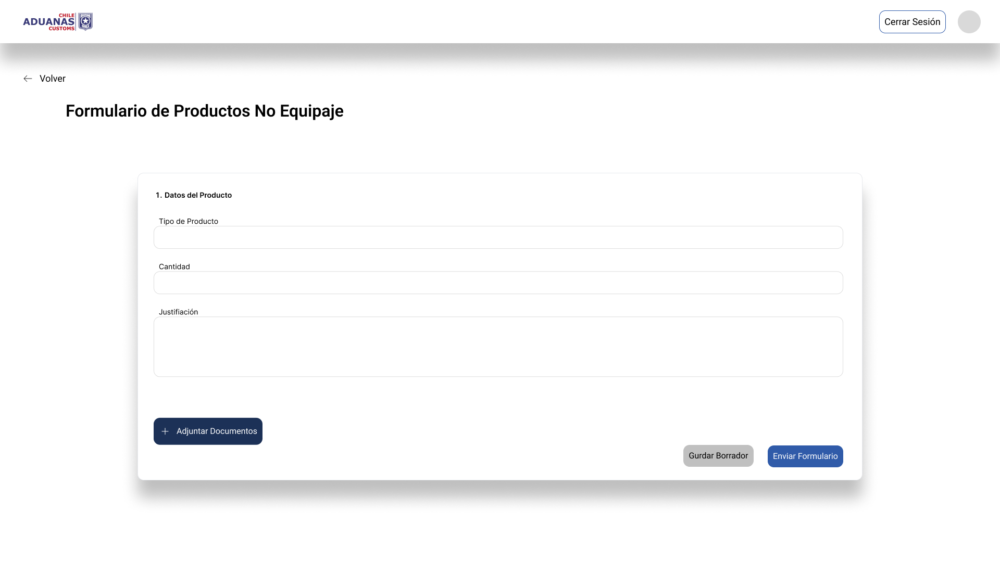 CHILE
ADUANAS
CUSTOMS
Cerrar Sesión
Volver
Formulario de Productos No Equipaje
1. Datos del Producto
Tipo de Producto
Cantidad
Justifiación
Adjuntar Documentos
Gurdar Borrador
Enviar Formulario